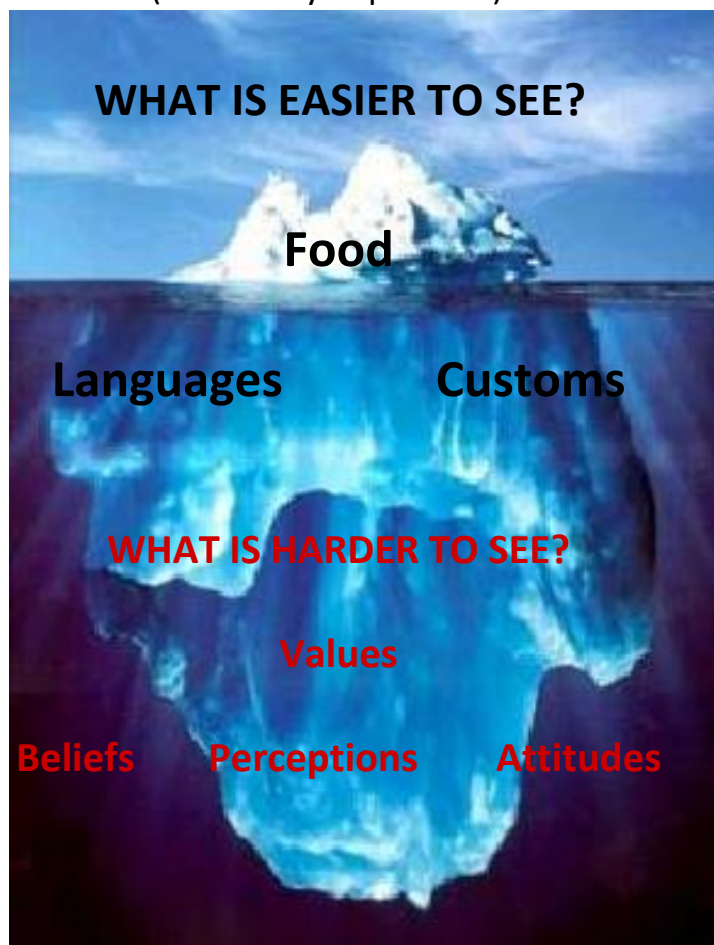 WHAT IS EASIER TO SEE?
Food
Languages Customs
WHAT IS HARDER TO SEE?
Values
Beliefs Perceptions Attitudes